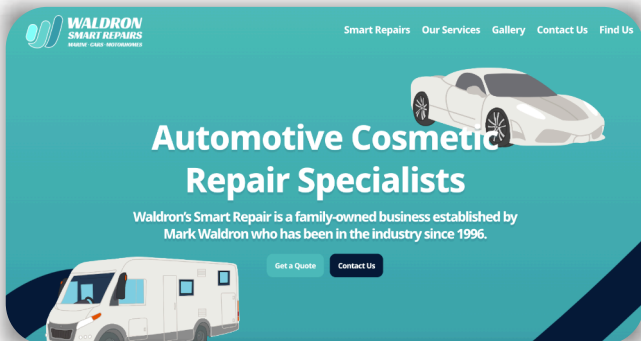 WALDRON
SMART REPAIRS
MARINE · CARS · MOTORHOMES
Smart Repairs Our Services Gallery Contact Us Find Us
Automotive Cosmetic
Repair Specialists
Waldron's Smart Repair is a family-owned business established by
Mark Waldron who has been in the industry since 1996.
Get a Quote Contact Us